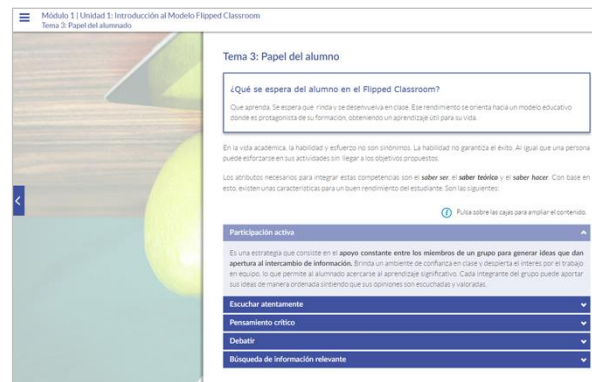 Módulo 1 | Unidad 1: Introducción al Modelo Flipped Classroom
Tema 3: Papel del alumnado
Tema 3: Papel del alumno
¿Qué se espera del alumno en el Flipped Classroom?
Que aprenda. Se espera que rinda y se desenvuelva en clase. Ese rendimiento se orienta hacia un modelo educativo
donde es protagonista de su formación, obteniendo un aprendizaje útil para su vida.
En la vida académica, la habilidad y esfuerzo no son sinónimos. La habilidad no garantiza el éxito. Al igual que una persona
puede esforzarse en sus actividades sin llegar a los objetivos propuestos.
Los atributos necesarios para integrar estas competencias son el saber ser, el saber teórico y el saber hacer. Con base en
esto, existen unas características para un buen rendimiento del estudiante. Son las siguientes:
i Pulsa sobre las cajas para ampliar el contenido.
Participación activa
Es una estrategia que consiste en el apoyo constante entre los miembros de un grupo para generar ideas que dan
apertura al intercambio de información. Brinda un ambiente de confianza en clase y despierta el interés por el trabajo
en equipo, lo que permite al alumnado acercarse al aprendizaje significativo. Cada integrante del grupo puede aportar
sus ideas de manera ordenada sintiendo que sus opiniones son escuchadas y valoradas.
Escuchar atentamente
Pensamiento crítico
Debatir
Búsqueda de información relevante